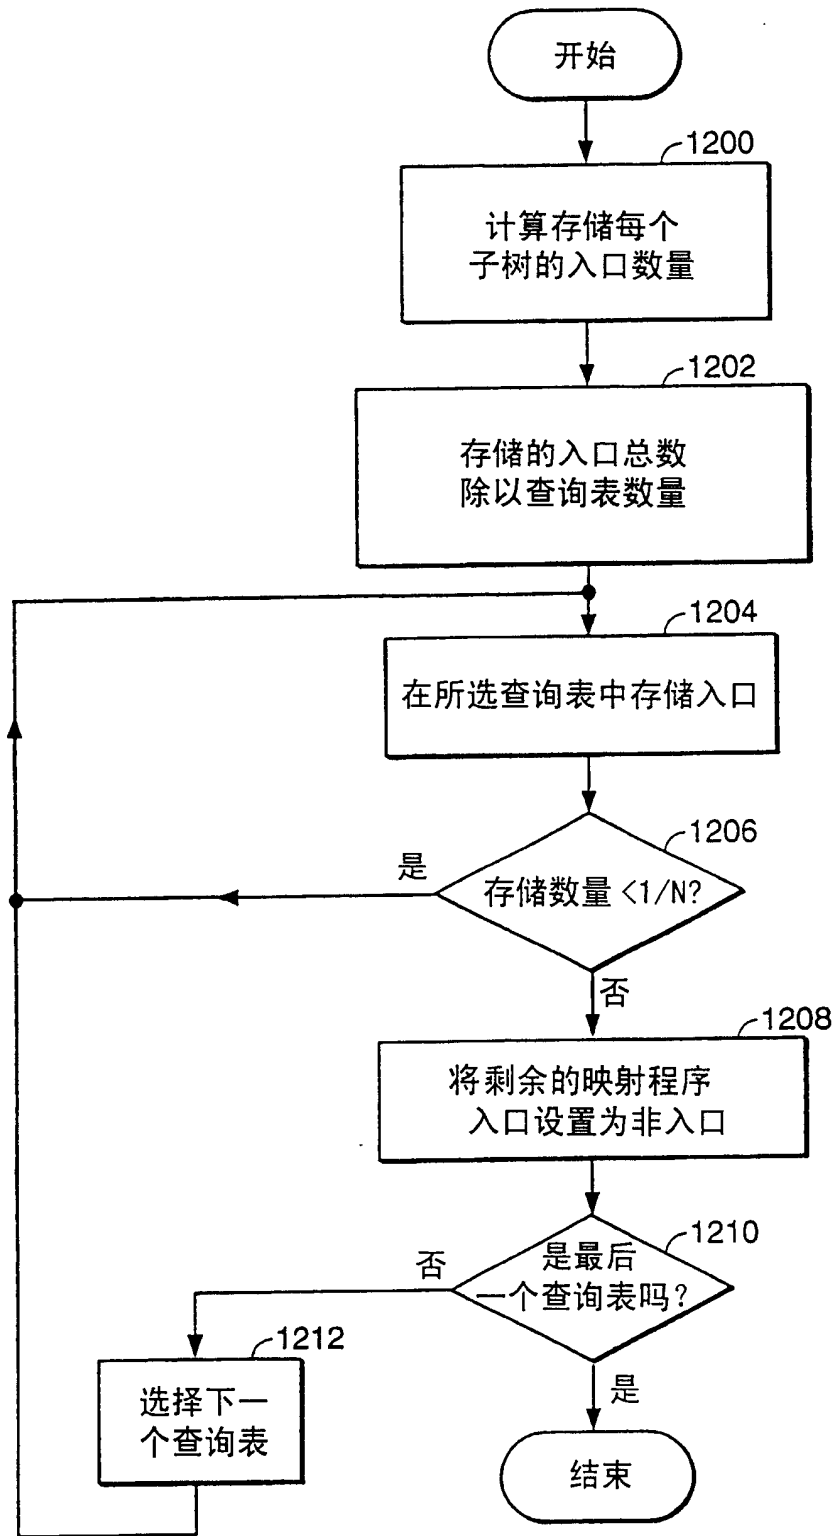 开始
1200
计算存储每个
子树的入口数量
1202
存储的入口总数
除以查询表数量
1204
在所选查询表中存储入口
1206
是
存储数量 <1/N?
否
1208
将剩余的映射程序
入口设置为非入口
1210
否
是最后
一个查询表吗?
1212
是
选择下一
个查询表
结束